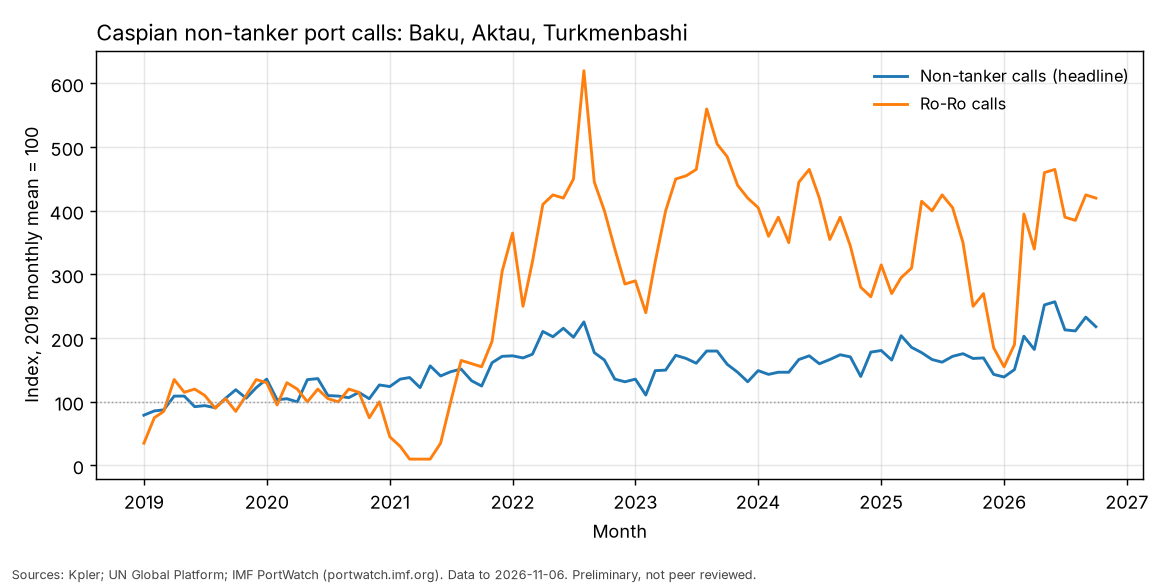 Caspian non-tanker port calls: Baku, Aktau, Turkmenbashi
Non-tanker calls (headline)
Ro-Ro calls
Index, 2019 monthly mean = 100
600
500
400
300
200
100
0
2019 2020 2021 2022 2023 2024 2025 2026 2027
Month
Sources: Kpler; UN Global Platform; IMF PortWatch (portwatch.imf.org). Data to 2026-11-06. Preliminary, not peer reviewed.